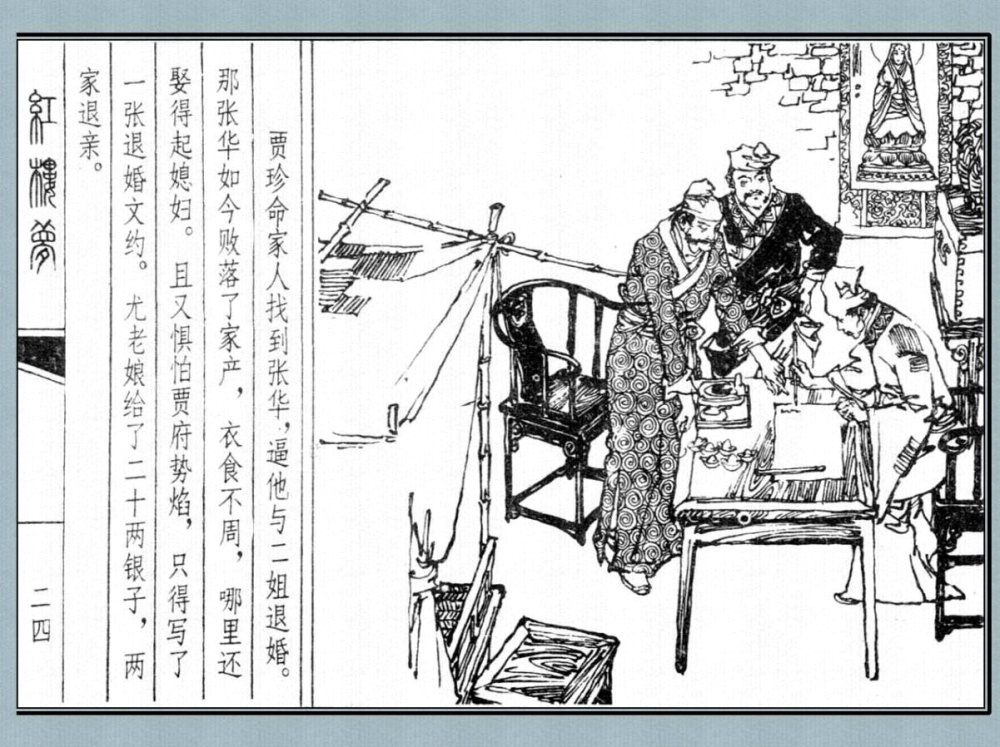 贾珍命家人找到张华，逼他与二姐退婚。
那张华如今败落了家产，衣食不周，哪里还
娶得起媳妇。且又惧怕贾府势焰，只得写了
一张退婚文约。尤老娘给了二十两银子，两
家退亲。
红楼梦
二四